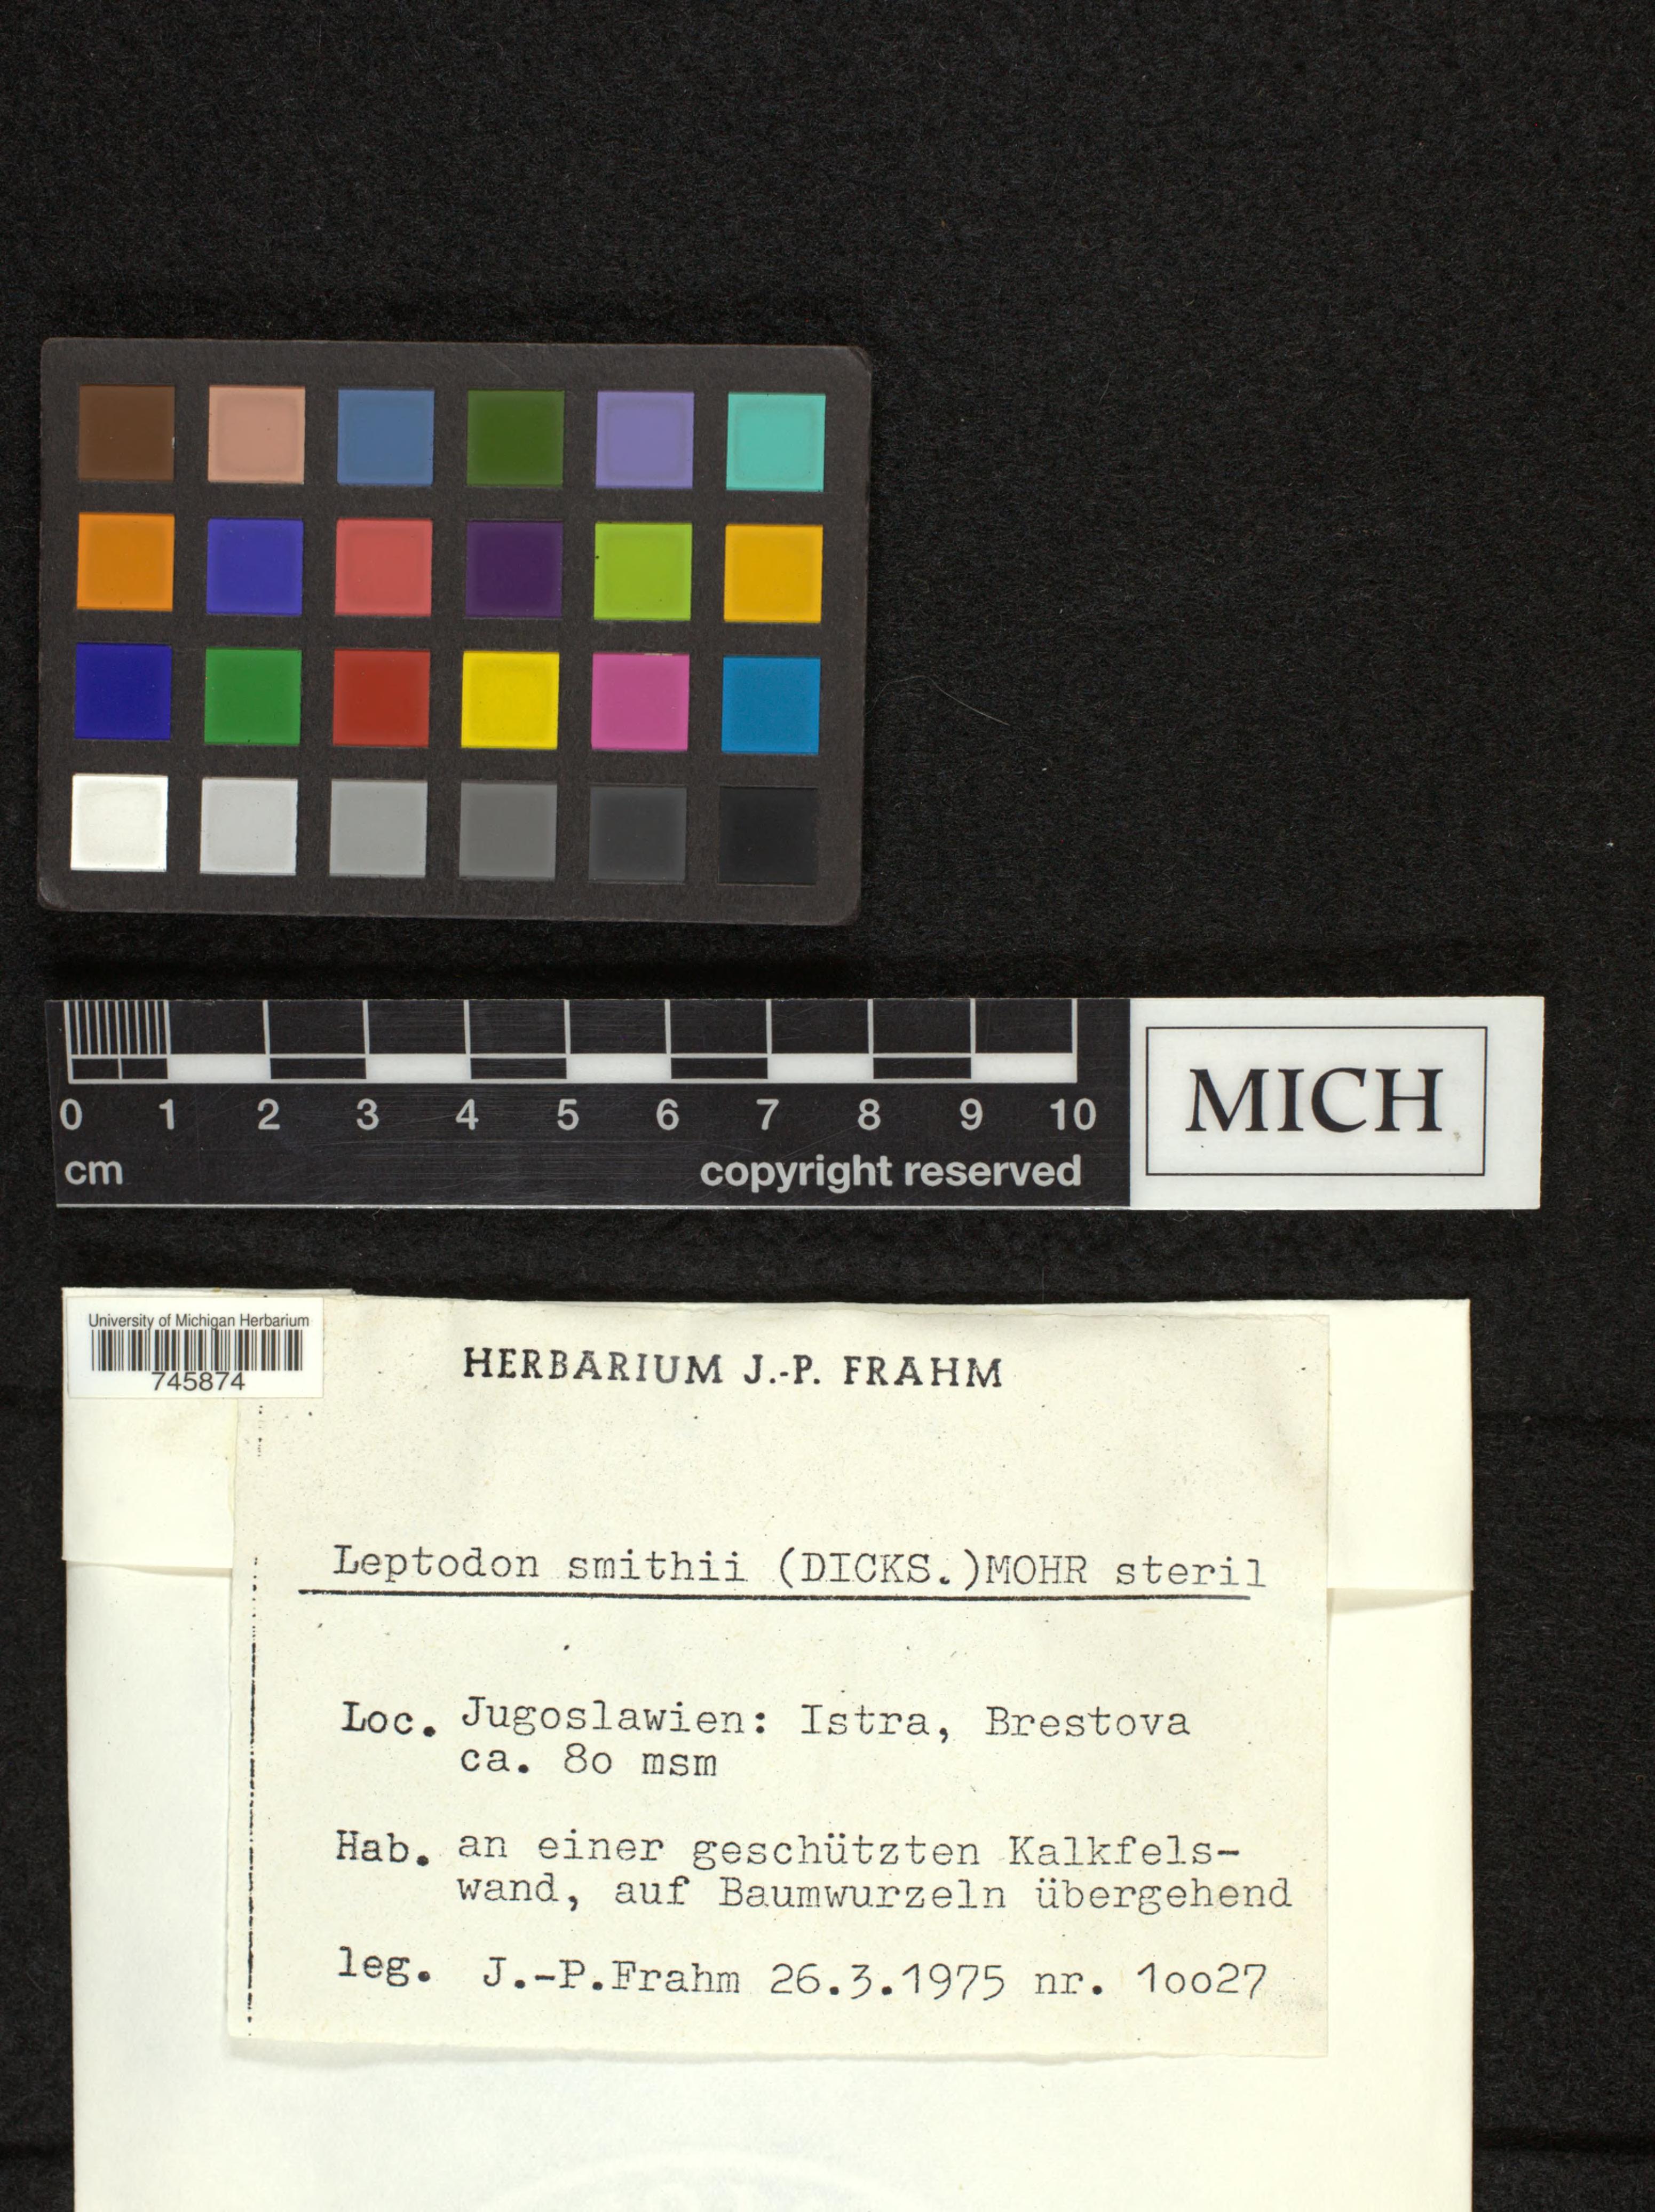 0 1 2 3 4 5 6 7 8 9 10
cm copyright reserved
MICH
University of Michigan Herbarium
745874
HERBARIUM J.-P. FRAHM
Leptodon smithii (DICKS.)MOHR steril
Loc. Jugoslawien: Istra, Brestova
ca. 8o msm
Hab. an einer geschützten Kalkfels-
wand, auf Baumwurzeln übergehend
leg. J.-P.Frahm 26.3.1975 nr. 1oo27